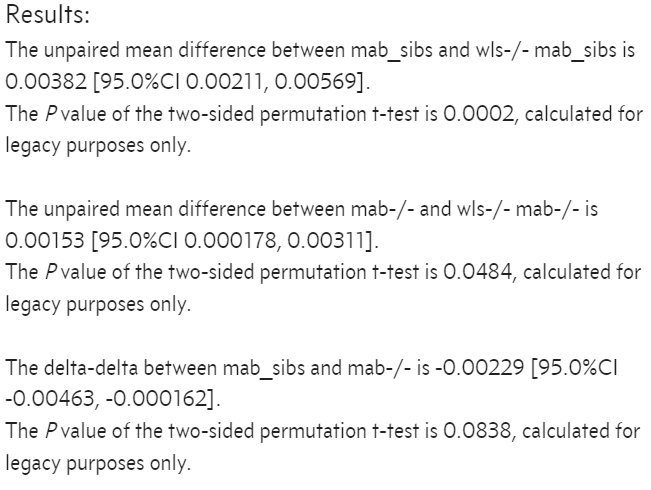 Results:
The unpaired mean difference between mab_sibs and wls-/- mab_sibs is
0.00382 [95.0%CI 0.00211, 0.00569].
The P value of the two-sided permutation t-test is 0.0002, calculated for
legacy purposes only.
The unpaired mean difference between mab-/- and wls-/- mab-/- is
0.00153 [95.0%CI 0.000178, 0.00311].
The P value of the two-sided permutation t-test is 0.0484, calculated for
legacy purposes only.
The delta-delta between mab_sibs and mab-/- is -0.00229 [95.0%CI
-0.00463, -0.000162].
The P value of the two-sided permutation t-test is 0.0838, calculated for
legacy purposes only.